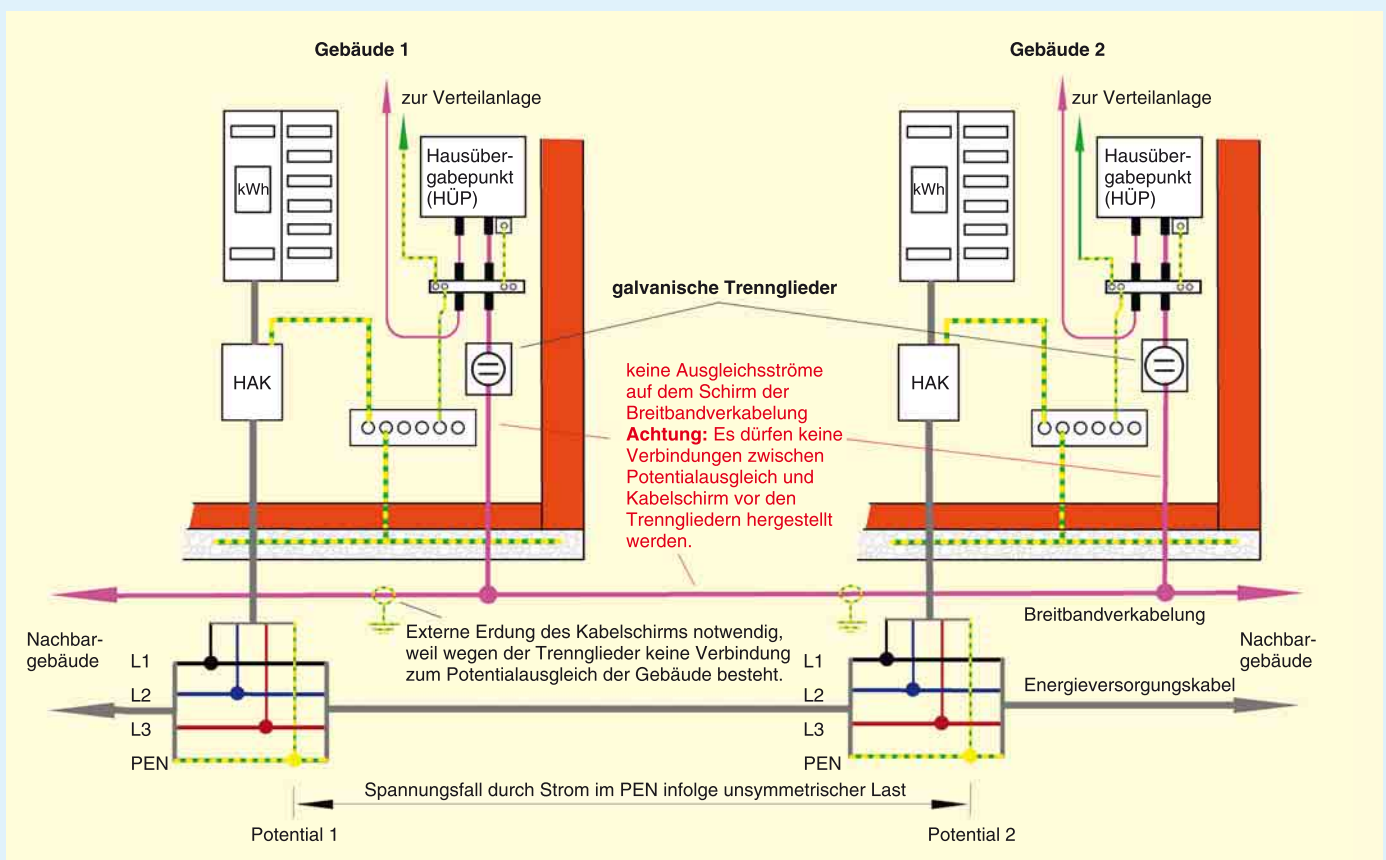 Gebäude 1
Gebäude 2
zur Verteilanlage
zur Verteilanlage
Hausüber-
gabepunkt
(HÜP)
Hausüber-
gabepunkt
(HÜP)
kWh
kWh
galvanische Trennglieder
HAK
HAK
keine Ausgleichsströme
auf dem Schirm der
Breitbandverkabelung
Achtung: Es dürfen keine
Verbindungen zwischen
Potentialausgleich und
Kabelschirm vor den
Trenngliedern hergestellt
werden.
Breitbandverkabelung
Externe Erdung des Kabelschirms notwendig,
weil wegen der Trennglieder keine Verbindung
zum Potentialausgleich der Gebäude besteht.
Nachbar-
gebäude
Nachbar-
gebäude
L1
L2
L3
PEN
L1
L2
L3
PEN
Energieversorgungskabel
Spannungsfall durch Strom im PEN infolge unsymmetrischer Last
Potential 1
Potential 2